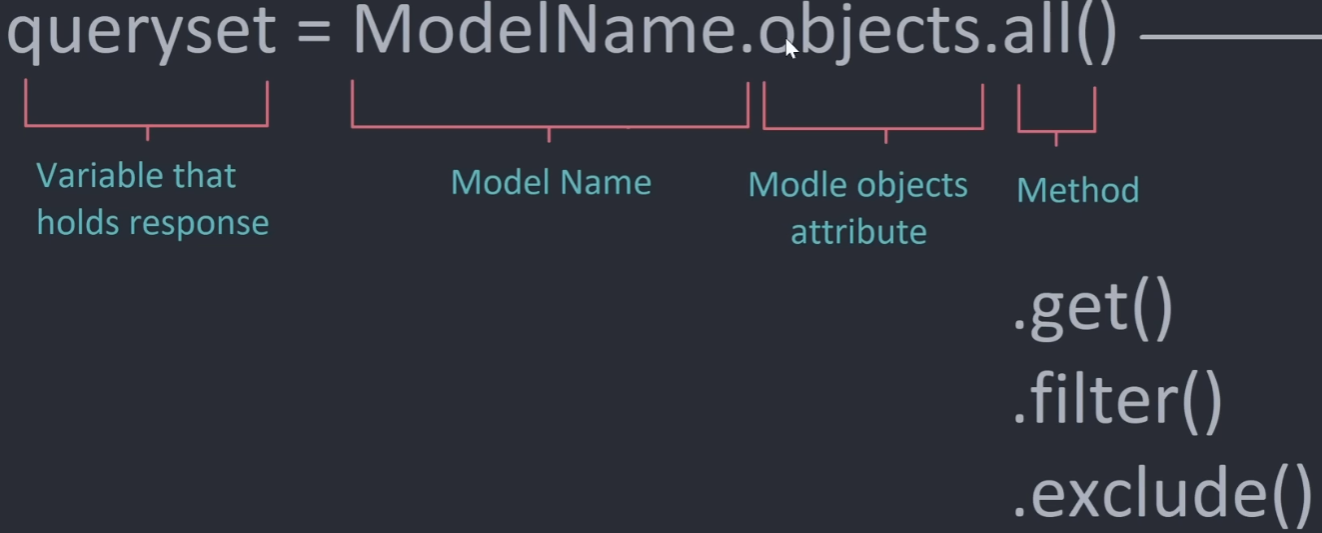 queryset = ModelName.objects.all()
Variable that
holds response
Model Name
Modle objects
attribute
Method
.get()
.filter()
.exclude()